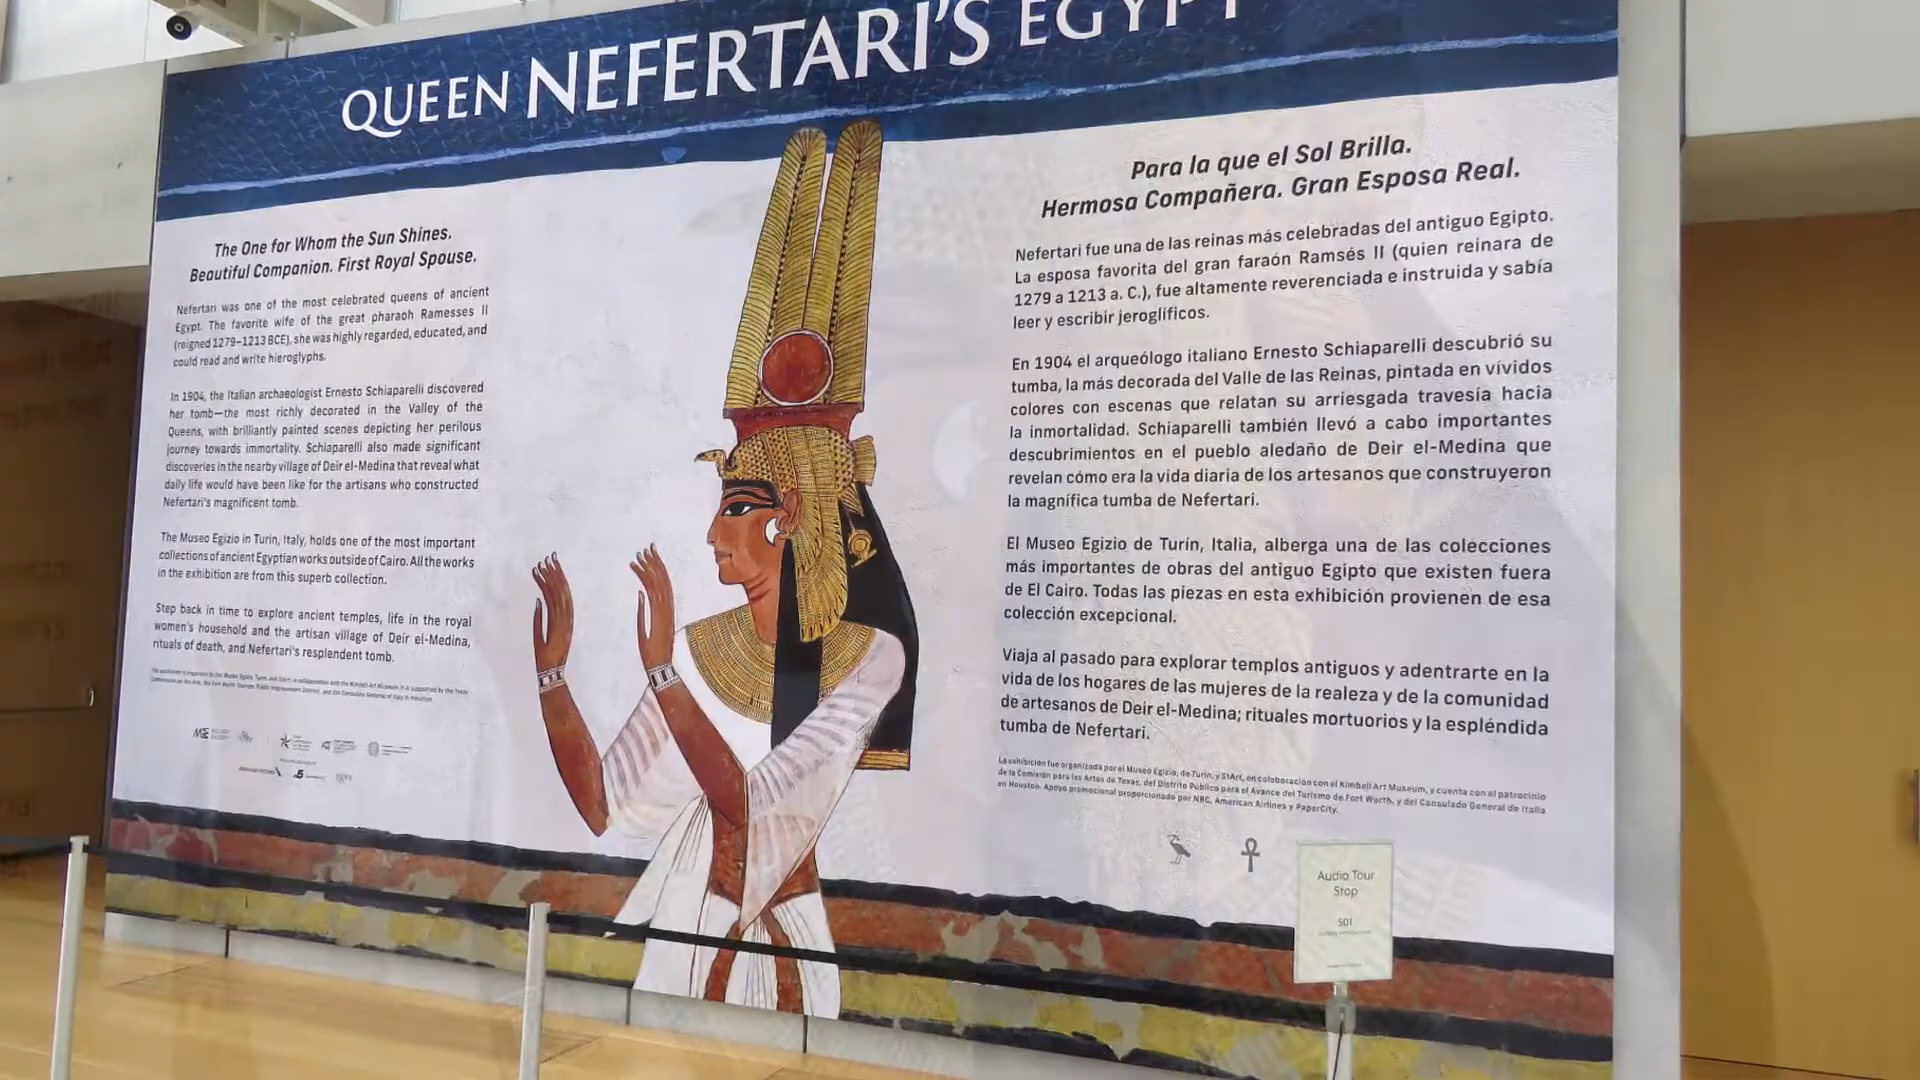 QUEEN NEFERTARI'S EGYPT
The One for Whom the Sun Shines.
Beautiful Companion. First Royal Spouse.
Nefertari was one of the most celebrated queens of ancient
Egypt. The favorite wife of the great pharaoh Ramesses II
(reigned 1279–1213 BCE), she was highly regarded, educated, and
could read and write hieroglyphs.
In 1904, the Italian archaeologist Ernesto Schiaparelli discovered
her tomb—the most richly decorated in the Valley of the
Queens, with brilliantly painted scenes depicting her perilous
journey towards immortality. Schiaparelli also made significant
discoveries in the nearby village of Deir el-Medina that reveal what
daily life would have been like for the artisans who constructed
Nefertari's magnificent tomb.
The Museo Egizio in Turin, Italy, holds one of the most important
collections of ancient Egyptian works outside of Cairo. All the works
in the exhibition are from this superb collection.
Step back in time to explore ancient temples, life in the royal
women's household and the artisan village of Deir el-Medina,
rituals of death, and Nefertari's resplendent tomb.
Para la que el Sol Brilla.
Hermosa Compañera. Gran Esposa Real.
Nefertari fue una de las reinas más celebradas del antiguo Egipto.
La esposa favorita del gran faraón Ramsés II (quien reinara de
1279 a 1213 a. C.), fue altamente reverenciada e instruida y sabía
leer y escribir jeroglíficos.
En 1904 el arqueólogo italiano Ernesto Schiaparelli descubrió su
tumba, la más decorada del Valle de las Reinas, pintada en vívidos
colores con escenas que relatan su arriesgada travesía hacia
la inmortalidad. Schiaparelli también llevó a cabo importantes
descubrimientos en el pueblo aledaño de Deir el-Medina que
revelan cómo era la vida diaria de los artesanos que construyeron
la magnífica tumba de Nefertari.
El Museo Egizio de Turín, Italia, alberga una de las colecciones
más importantes de obras del antiguo Egipto que existen fuera
de El Cairo. Todas las piezas en esta exhibición provienen de esa
colección excepcional.
Viaja al pasado para explorar templos antiguos y adentrarte en la
vida de los hogares de las mujeres de la realeza y de la comunidad
de artesanos de Deir el-Medina; rituales mortuorios y la espléndida
tumba de Nefertari.
La exhibición fue organizada por el Museo Egizio, de Turín, y StArt, en colaboración con el Kimbell Art Museum, y cuenta con el patrocinio
de la Comisión para las Artes de Texas, del Distrito Público para el Avance del Turismo de Fort Worth, y del Consulado General de Italia
en Houston. Apoyo promocional proporcionado por NBC, American Airlines y PaperCity.
Audio Tour
Stop
501